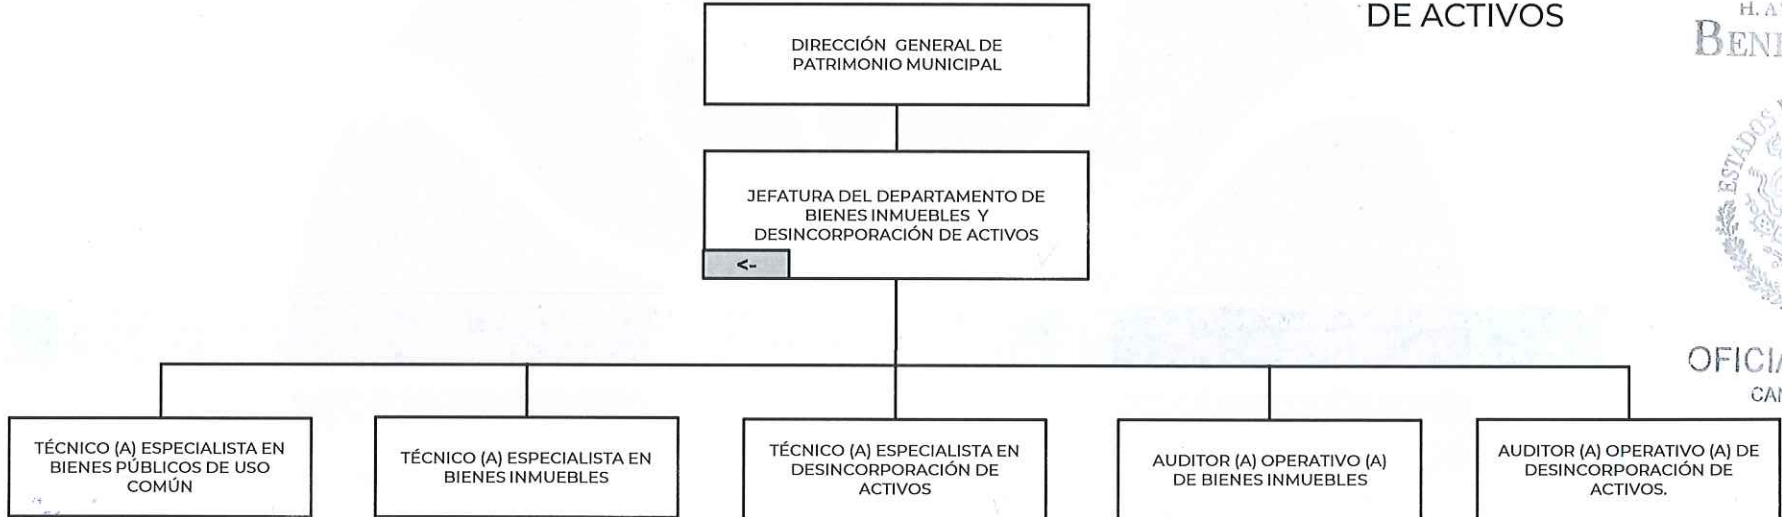 DE ACTIVOS
DIRECCIÓN GENERAL DE
PATRIMONIO MUNICIPAL
JEFATURA DEL DEPARTAMENTO DE
BIENES INMUEBLES Y
DESINCORPORACIÓN DE ACTIVOS
<-
TÉCNICO (A) ESPECIALISTA EN
BIENES PÚBLICOS DE USO
COMÚN
TÉCNICO (A) ESPECIALISTA EN
BIENES INMUEBLES
TÉCNICO (A) ESPECIALISTA EN
DESINCORPORACIÓN DE
ACTIVOS
AUDITOR (A) OPERATIVO (A)
DE BIENES INMUEBLES
AUDITOR (A) OPERATIVO (A) DE
DESINCORPORACIÓN DE
ACTIVOS.
ESTADOS